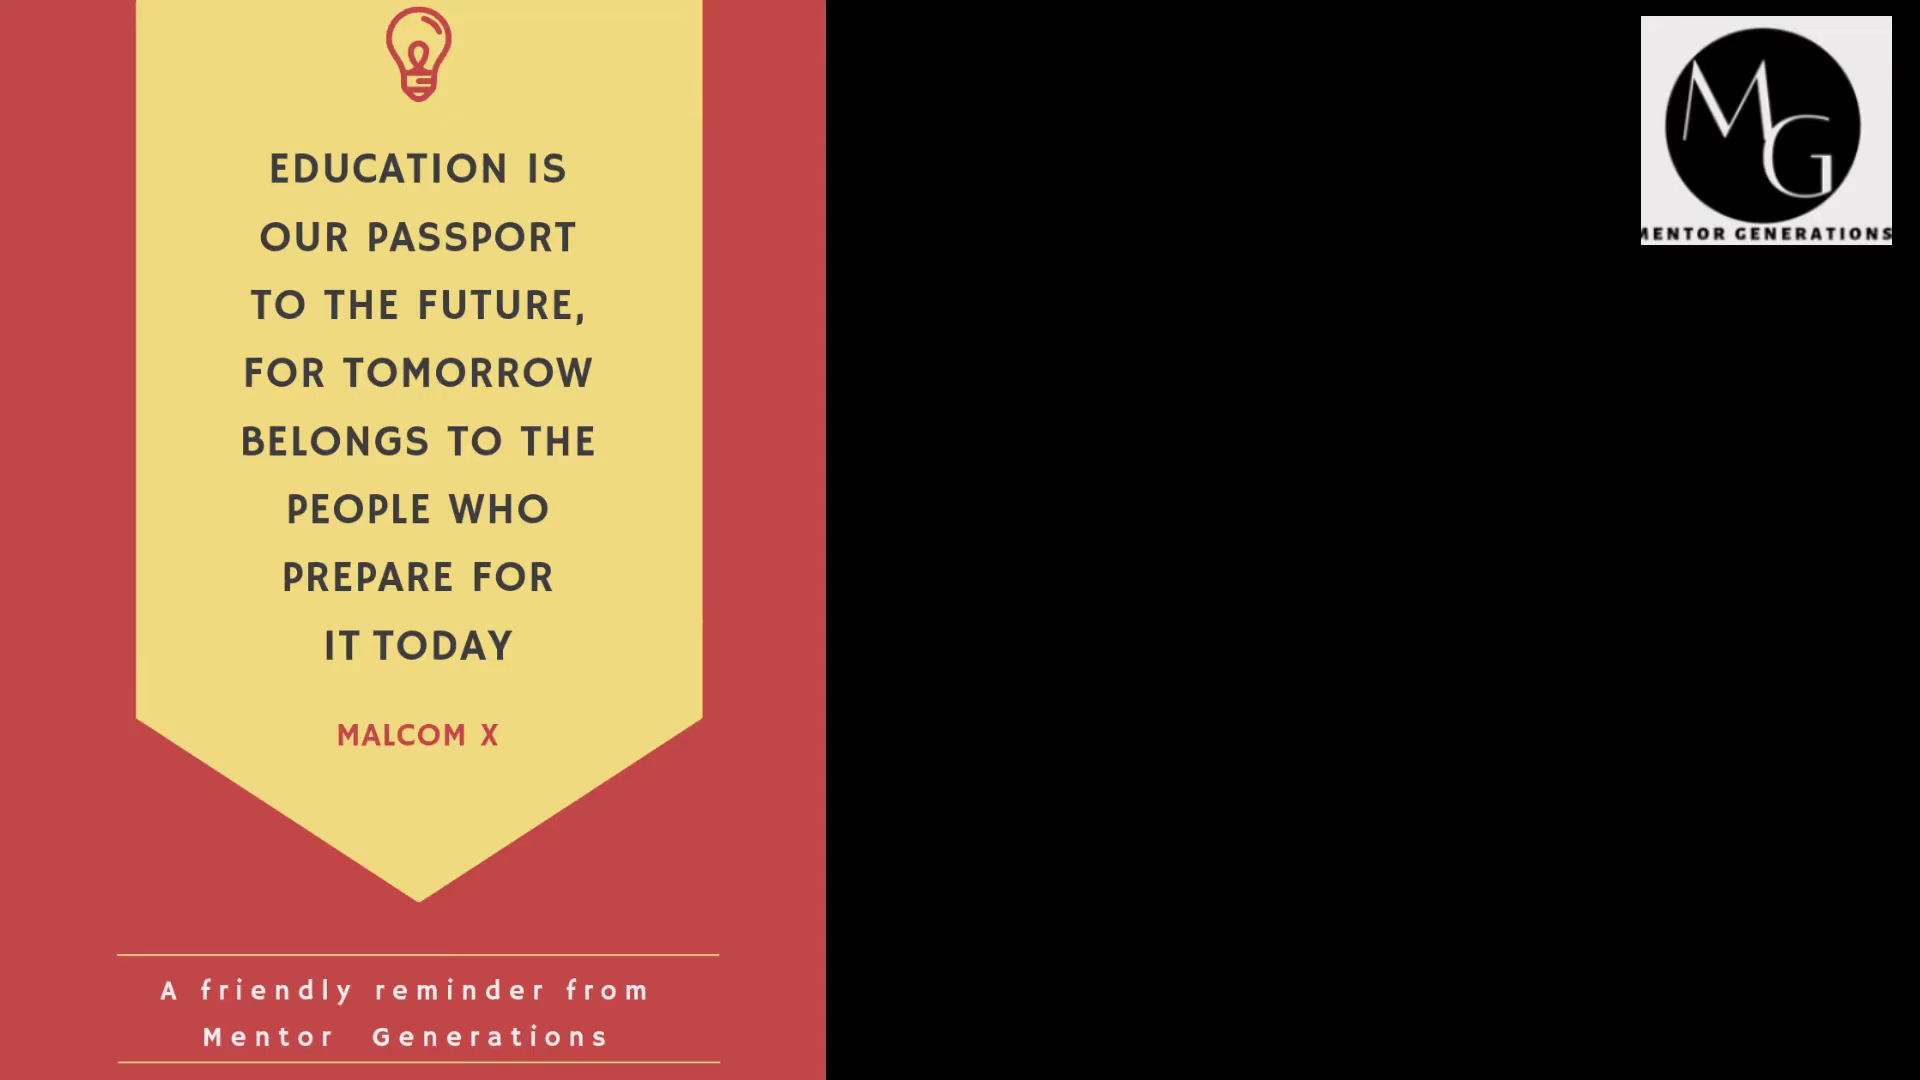 EDUCATION IS
OUR PASSPORT
TO THE FUTURE,
FOR TOMORROW
BELONGS TO THE
PEOPLE WHO
PREPARE FOR
IT TODAY
MALCOM X
A friendly reminder from
Mentor Generations
MG
MENTOR GENERATIONS